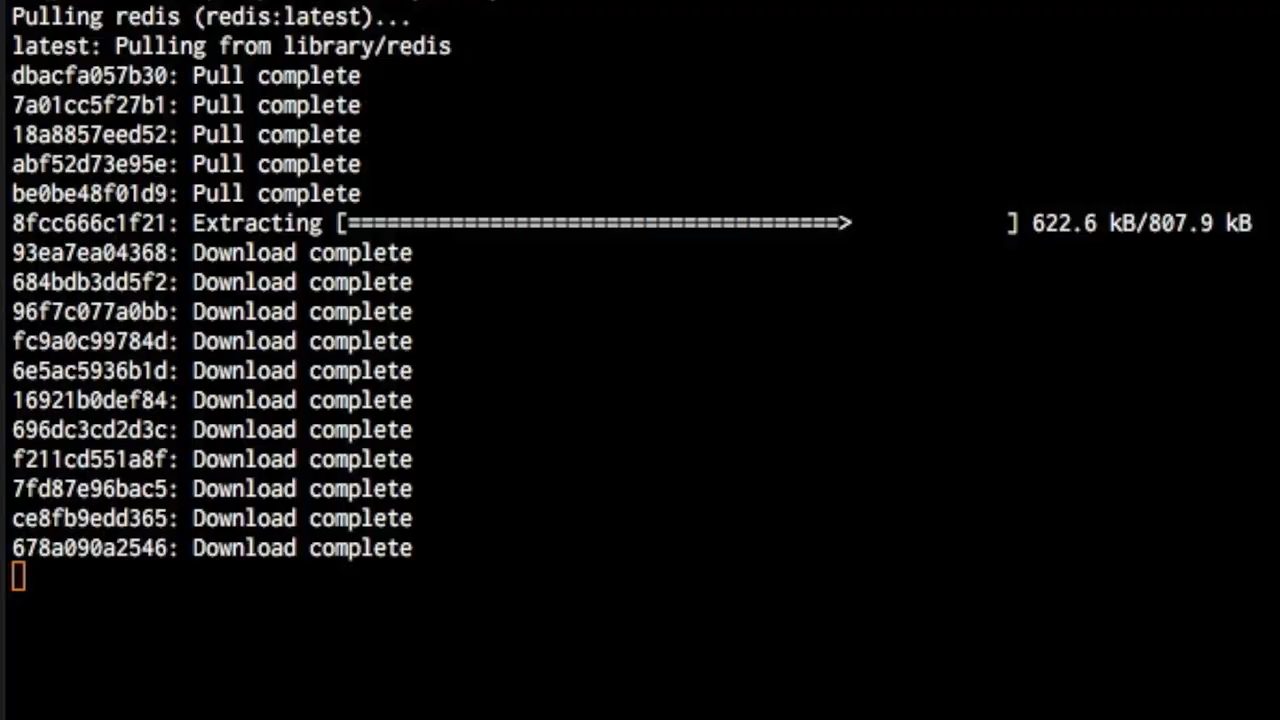 Pulling redis (redis:latest)...
latest: Pulling from library/redis
dbacfa057b30: Pull complete
7a01cc5f27b1: Pull complete
18a8857eed52: Pull complete
abf52d73e95e: Pull complete
be0be48f01d9: Pull complete
8fcc666c1f21: Extracting [======================================>            ] 622.6 kB/807.9 kB
93ea7ea04368: Download complete
684bdb3dd5f2: Download complete
96f7c077a0bb: Download complete
fc9a0c99784d: Download complete
6e5ac5936b1d: Download complete
16921b0def84: Download complete
696dc3cd2d3c: Download complete
f211cd551a8f: Download complete
7fd87e96bac5: Download complete
ce8fb9edd365: Download complete
678a090a2546: Download complete